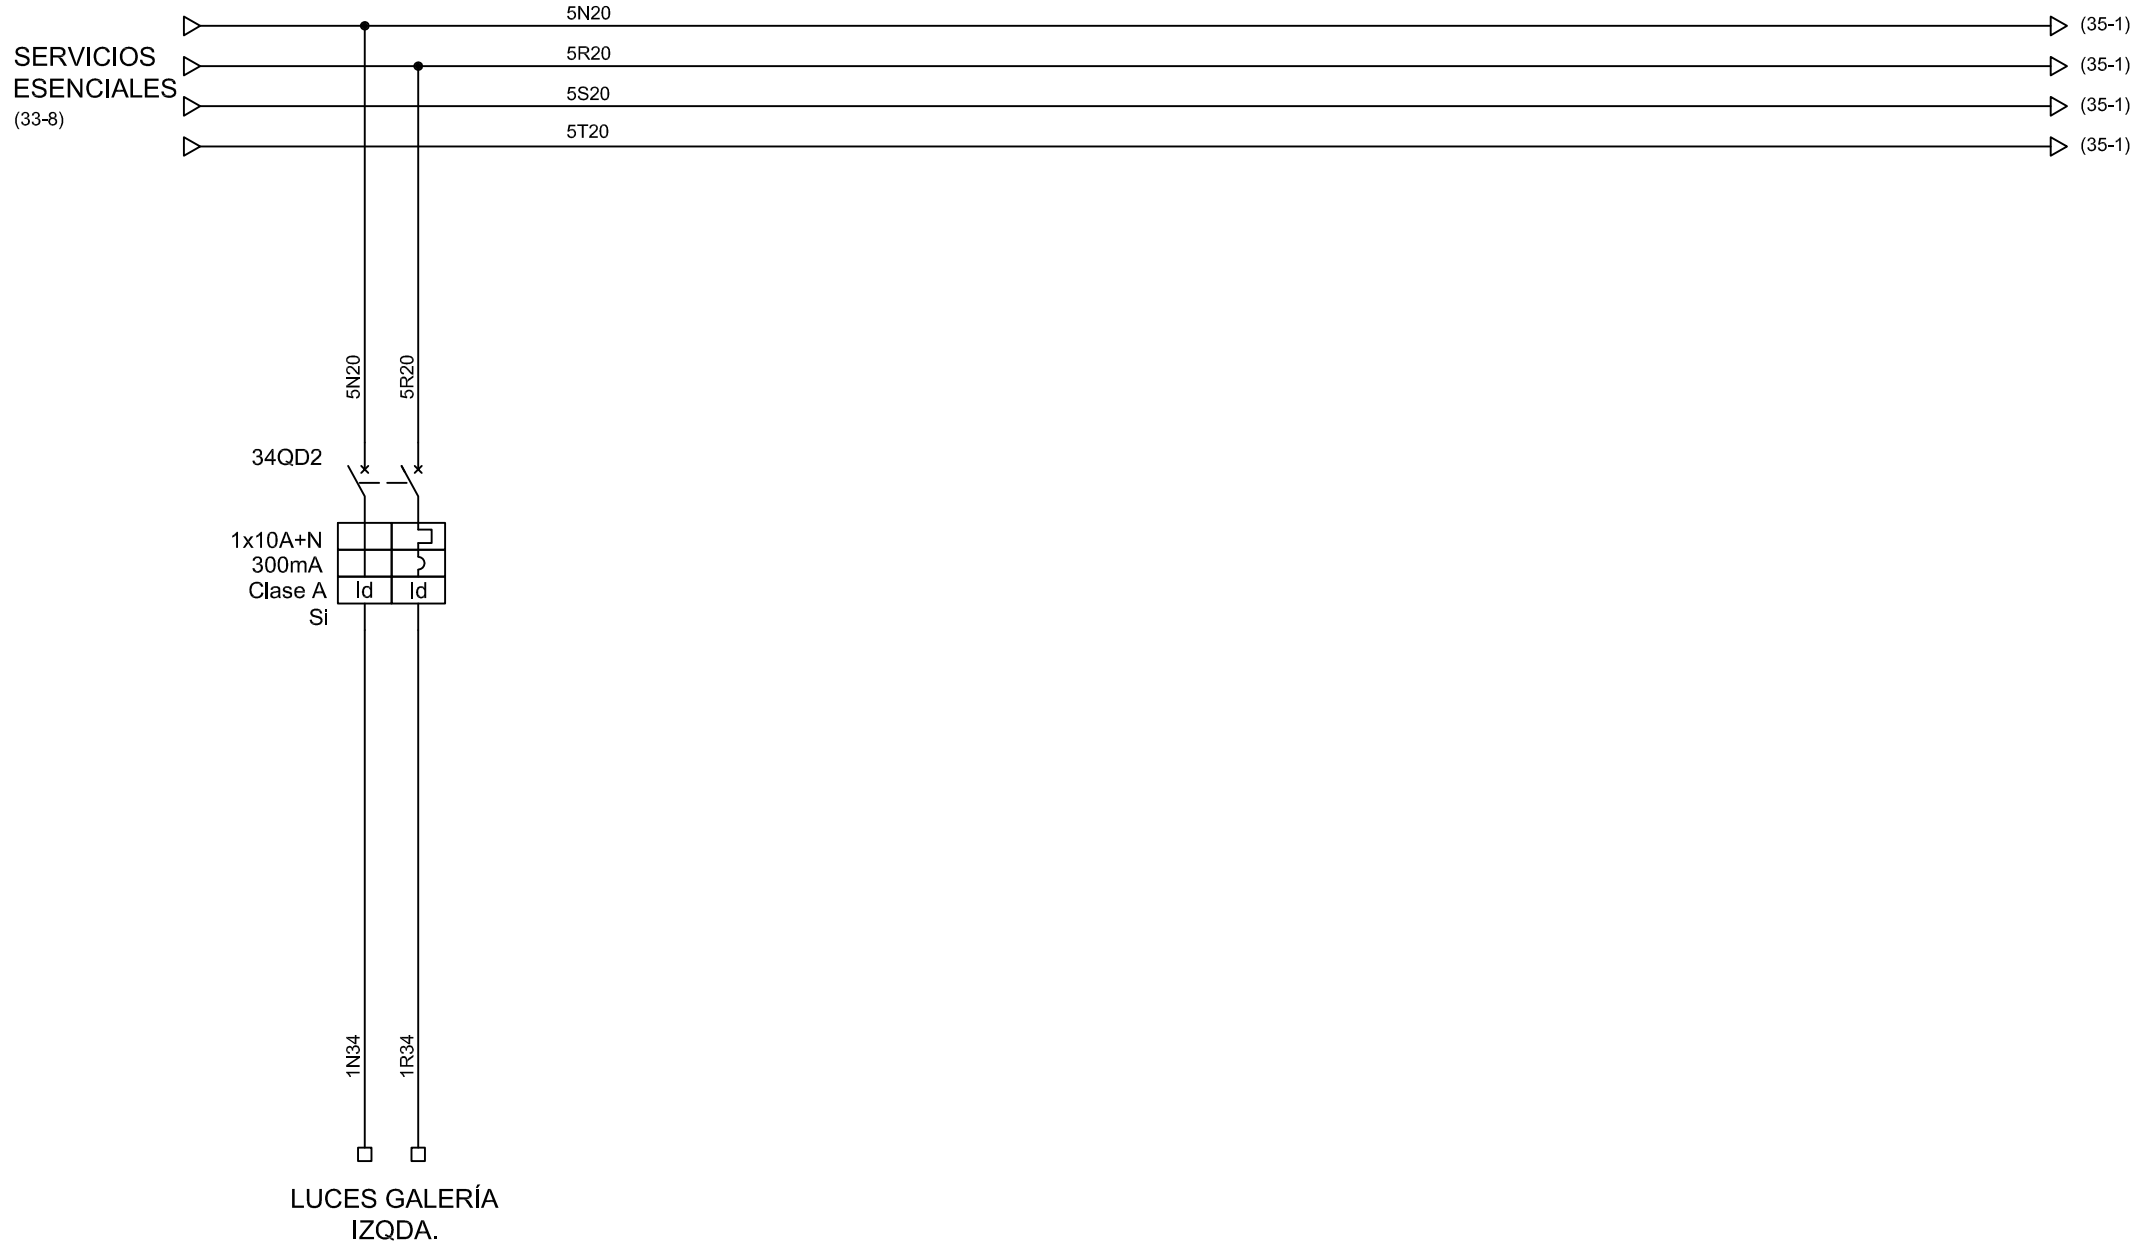 5N20
(35-1)
SERVICIOS
ESENCIALES
(33-8)
5R20
(35-1)
5S20
(35-1)
5T20
(35-1)
5N20
5R20
34QD2
1x10A+N
300mA
Clase A
Id
Id
Si
1N34
1R34
LUCES GALERÍA
IZQDA.